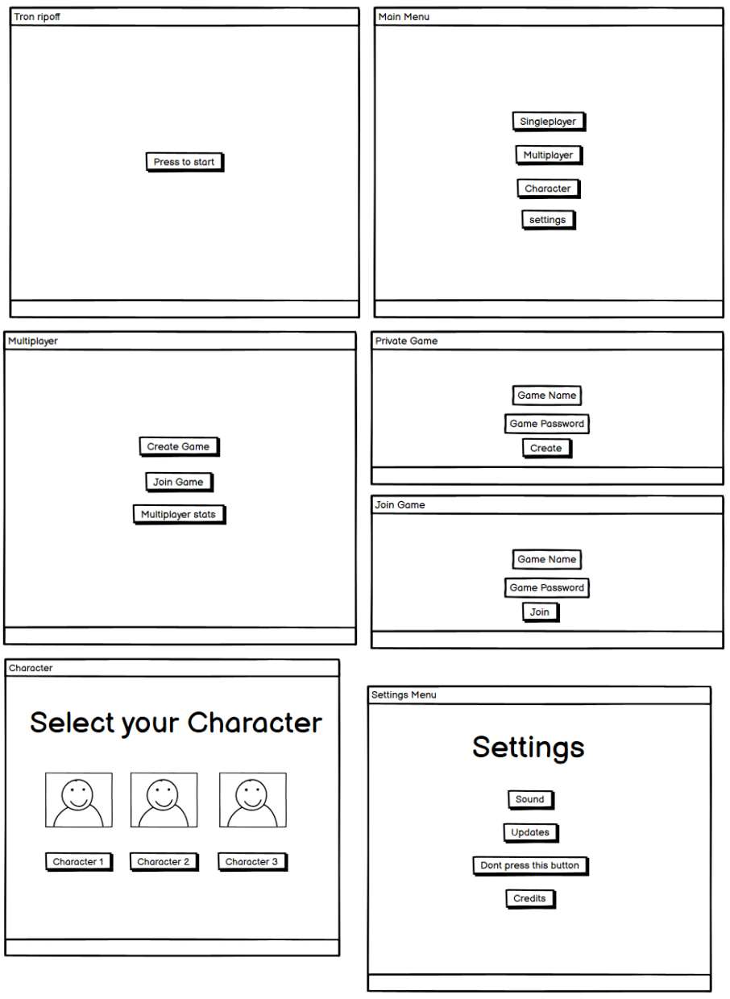 Tron ripoff
Press to start
Main Menu
Singleplayer
Multiplayer
Character
settings
Multiplayer
Create Game
Join Game
Multiplayer stats
Private Game
Game Name
Game Password
Create
Join Game
Game Name
Game Password
Join
Character
Select your Character
Character 1
Character 2
Character 3
Settings Menu
Settings
Sound
Updates
Dont press this button
Credits